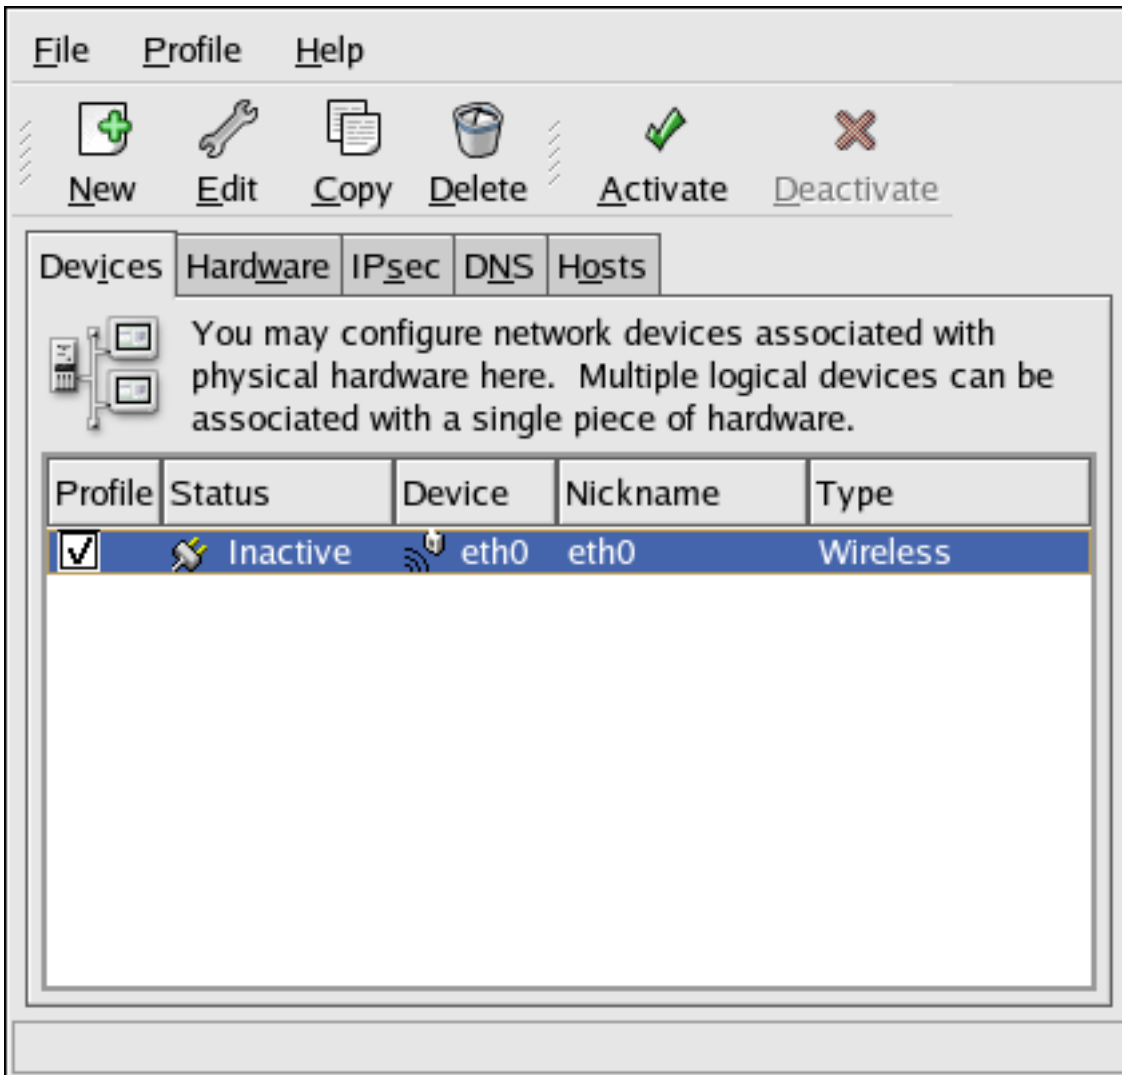 File Profile Help
New Edit Copy Delete Activate Deactivate
Devices Hardware IPsec DNS Hosts
You may configure network devices associated with
physical hardware here.  Multiple logical devices can be
associated with a single piece of hardware.
Profile Status Device Nickname Type
Inactive eth0 eth0 Wireless